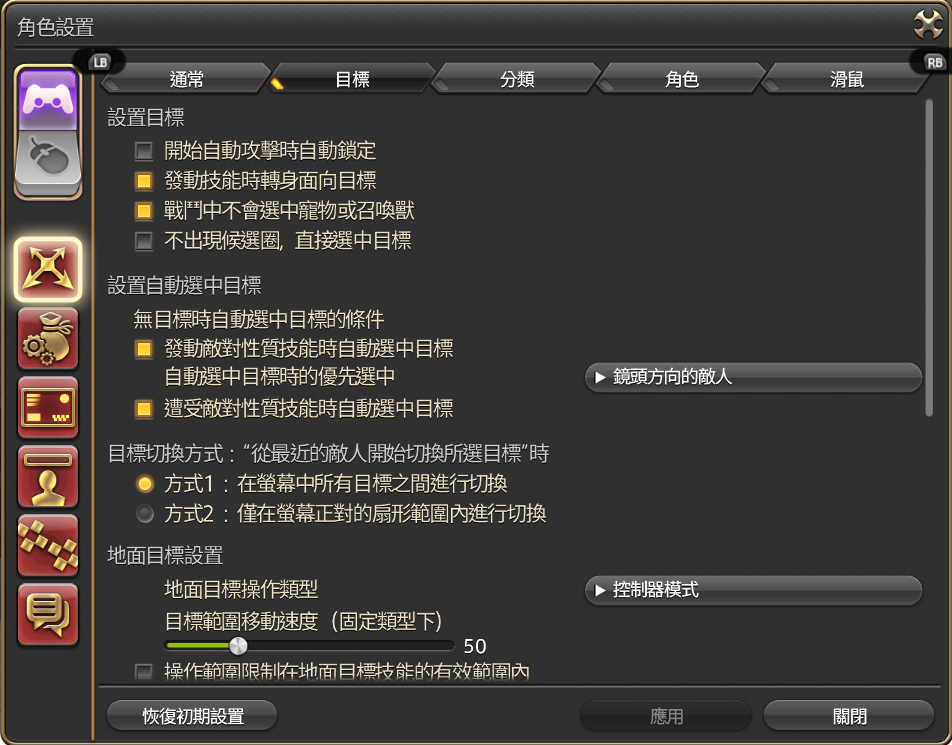 角色設置
LB
RB
通常
目標
分類
角色
滑鼠
設置目標
開始自動攻擊時自動鎖定
發動技能時轉身面向目標
戰鬥中不會選中寵物或召喚獸
不出現候選圈，直接選中目標
設置自動選中目標
無目標時自動選中目標的條件
發動敵對性質技能時自動選中目標
自動選中目標時的優先選中
鏡頭方向的敵人
遭受敵對性質技能時自動選中目標
目標切換方式：“從最近的敵人開始切換所選目標”時
方式1：在螢幕中所有目標之間進行切換
方式2：僅在螢幕正對的扇形範圍內進行切換
地面目標設置
地面目標操作類型
控制器模式
目標範圍移動速度（固定類型下）
50
操作範圍限制在地面目標技能的有效範圍內
恢復初期設置
應用
關閉